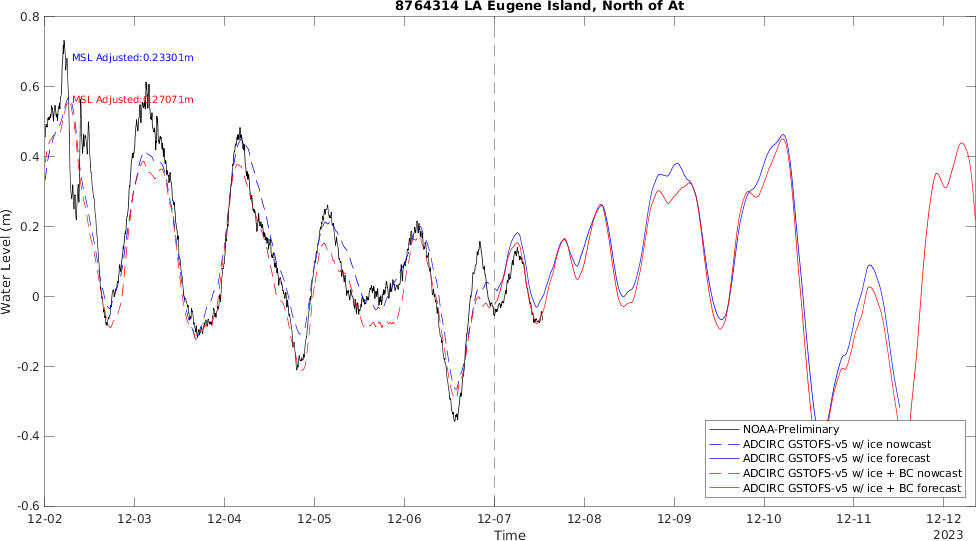 8764314 LA Eugene Island, North of At
0.8
0.6
0.4
0.2
0
-0.2
-0.4
-0.6
Water Level (m)
MSL Adjusted:0.23301m
MSL Adjusted:0.27071m
NOAA-Preliminary
ADCIRC GSTOFS-v5 w/ ice nowcast
ADCIRC GSTOFS-v5 w/ ice forecast
ADCIRC GSTOFS-v5 w/ ice + BC nowcast
ADCIRC GSTOFS-v5 w/ ice + BC forecast
12-02 12-03 12-04 12-05 12-06 12-07 12-08 12-09 12-10 12-11 12-12
Time
2023